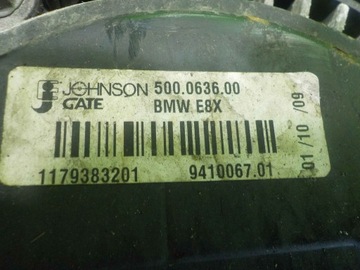 JOHNSON 500.0636.00
GATE BMW E8X
1179383201 9410067.01
01 / 10 / 09